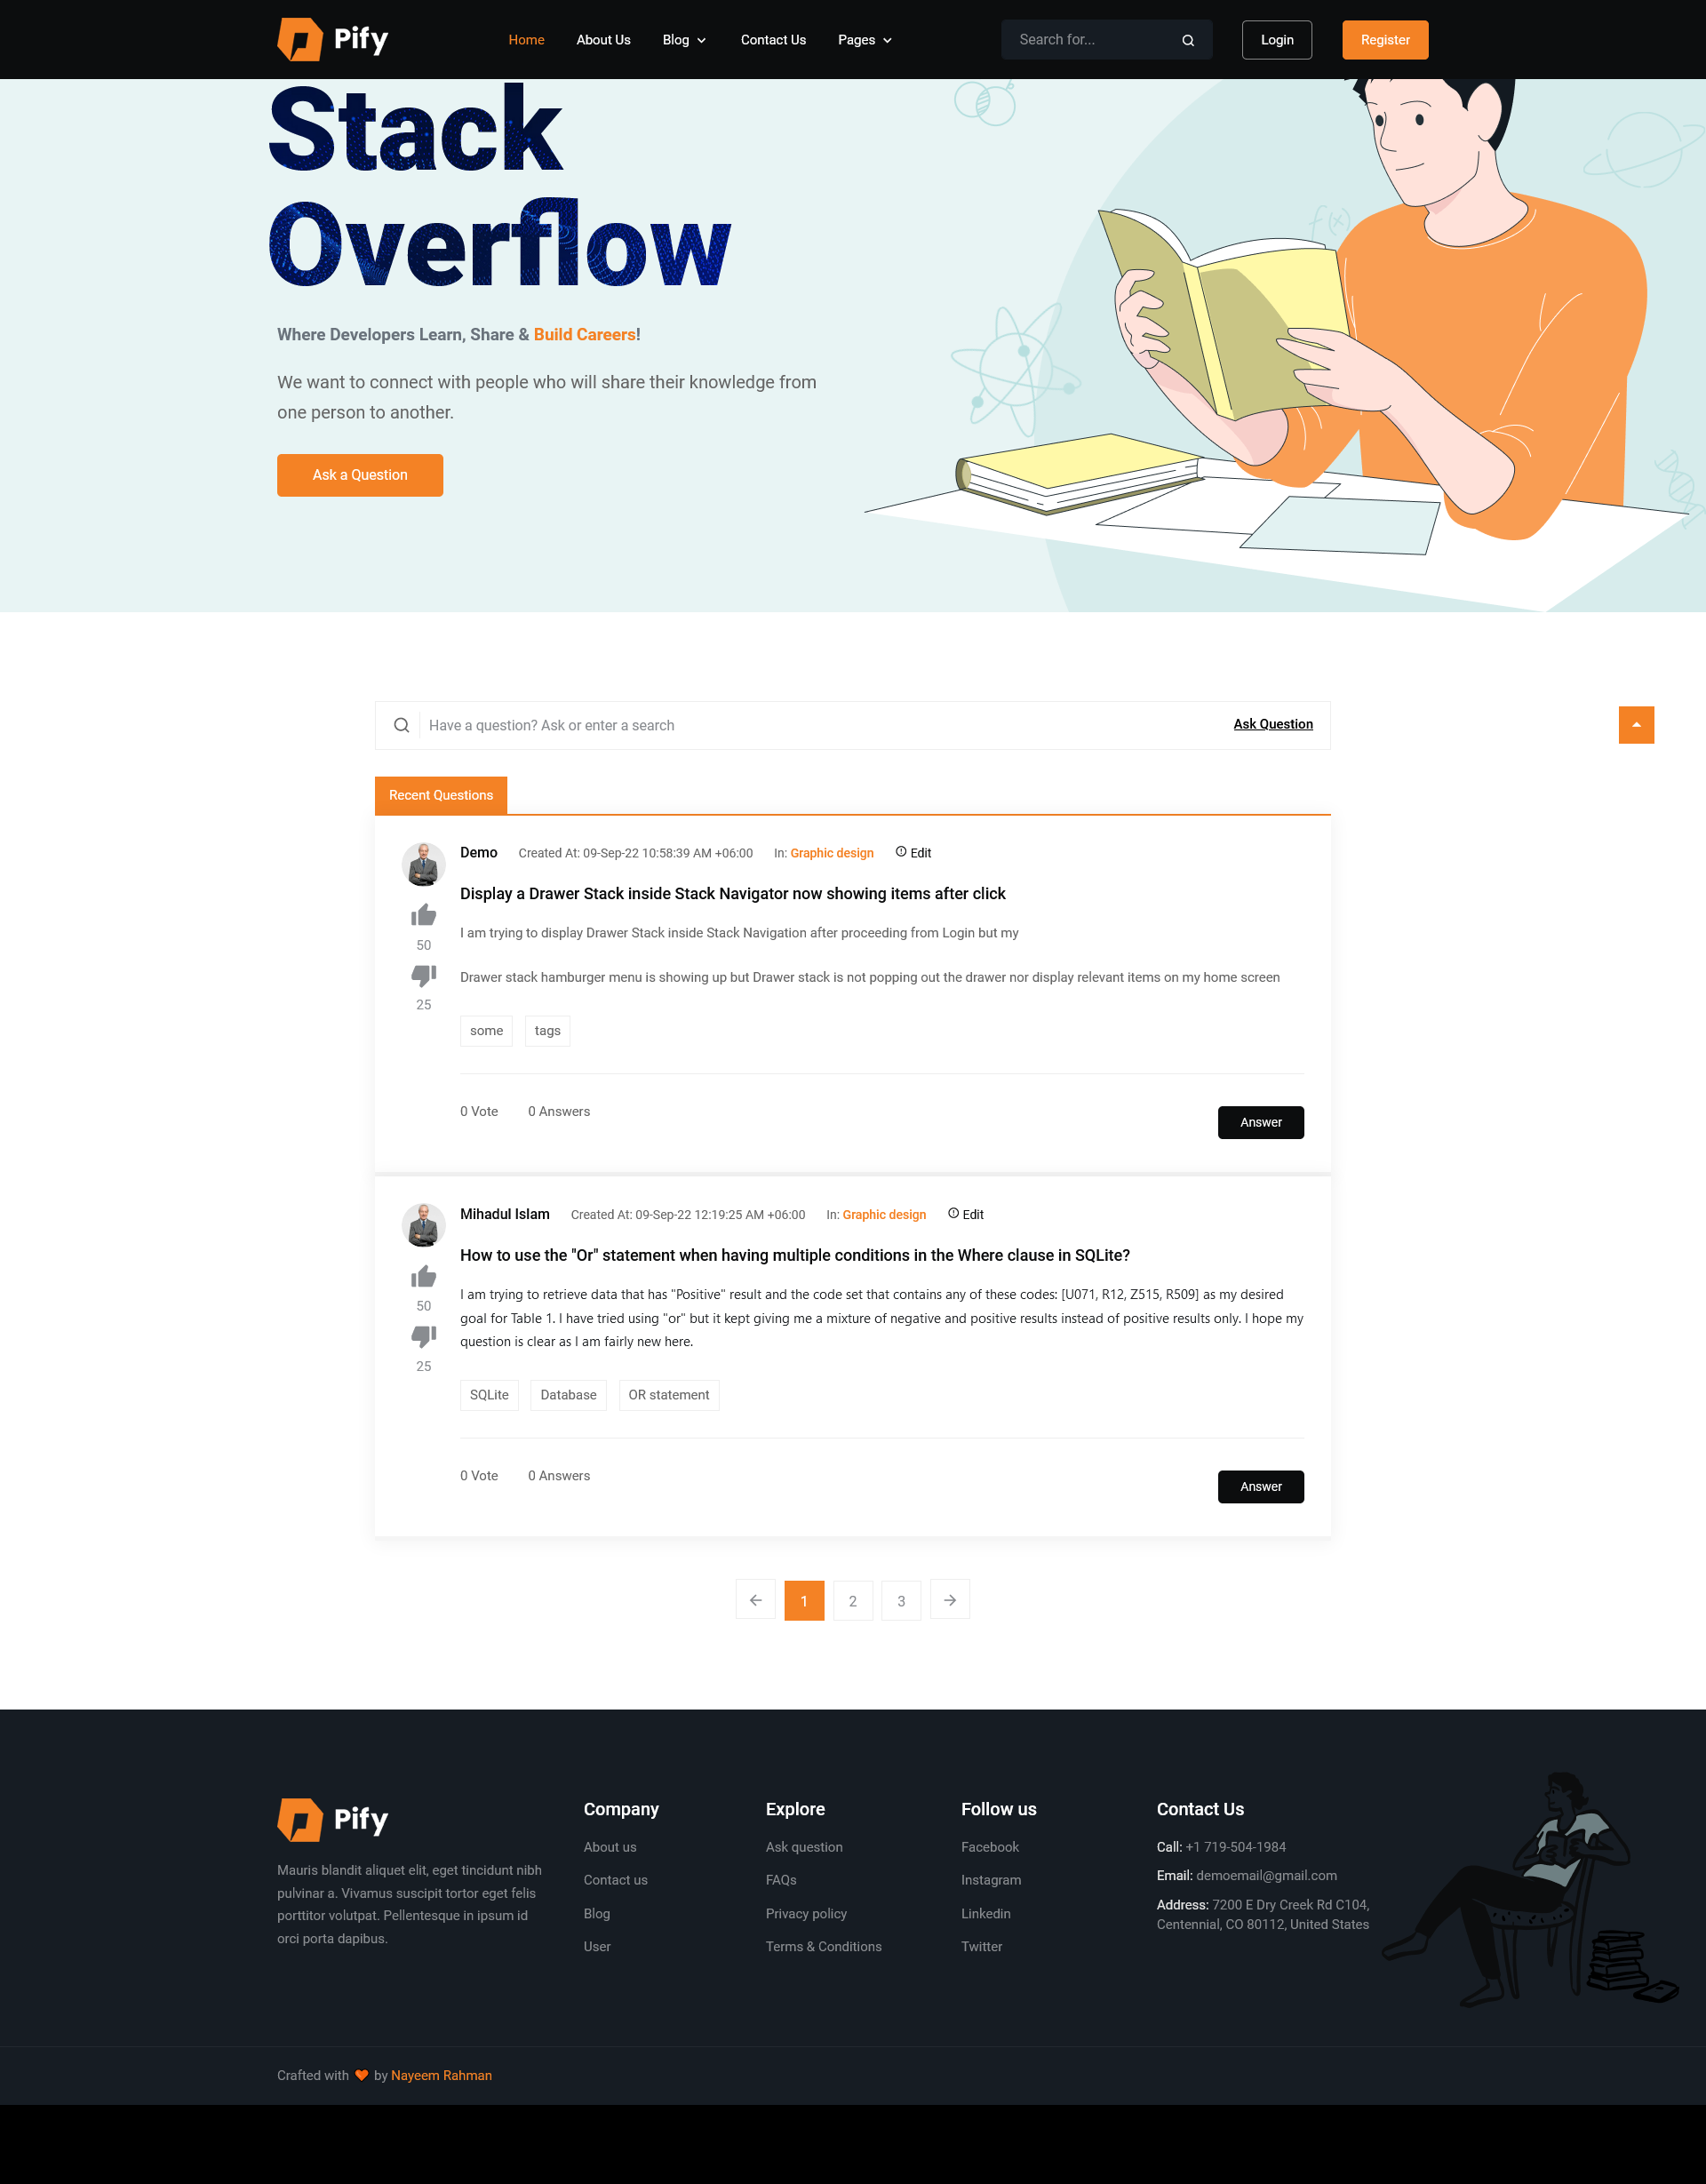 Pify
Home
About Us
Blog
Contact Us
Pages
Search for...
Login
Register
Stack
Overflow
Where Developers Learn, Share & Build Careers!
We want to connect with people who will share their knowledge from
one person to another.
Ask a Question
f(x)
Have a question? Ask or enter a search
Ask Question
Recent Questions
Demo
Created At: 09-Sep-22 10:58:39 AM +06:00
In: Graphic design
Edit
Display a Drawer Stack inside Stack Navigator now showing items after click
I am trying to display Drawer Stack inside Stack Navigation after proceeding from Login but my
50
Drawer stack hamburger menu is showing up but Drawer stack is not popping out the drawer nor display relevant items on my home screen
25
some
tags
0 Vote
0 Answers
Answer
Mihadul Islam
Created At: 09-Sep-22 12:19:25 AM +06:00
In: Graphic design
Edit
How to use the "Or" statement when having multiple conditions in the Where clause in SQLite?
I am trying to retrieve data that has "Positive" result and the code set that contains any of these codes: [U071, R12, Z515, R509] as my desired
goal for Table 1. I have tried using "or" but it kept giving me a mixture of negative and positive results instead of positive results only. I hope my
question is clear as I am fairly new here.
50
25
SQLite
Database
OR statement
0 Vote
0 Answers
Answer
1
2
3
Pify
Mauris blandit aliquet elit, eget tincidunt nibh
pulvinar a. Vivamus suscipit tortor eget felis
porttitor volutpat. Pellentesque in ipsum id
orci porta dapibus.
Company
About us
Contact us
Blog
User
Explore
Ask question
FAQs
Privacy policy
Terms & Conditions
Follow us
Facebook
Instagram
Linkedin
Twitter
Contact Us
Call: +1 719-504-1984
Email: demoemail@gmail.com
Address: 7200 E Dry Creek Rd C104,
Centennial, CO 80112, United States
Crafted with ❤ by Nayeem Rahman